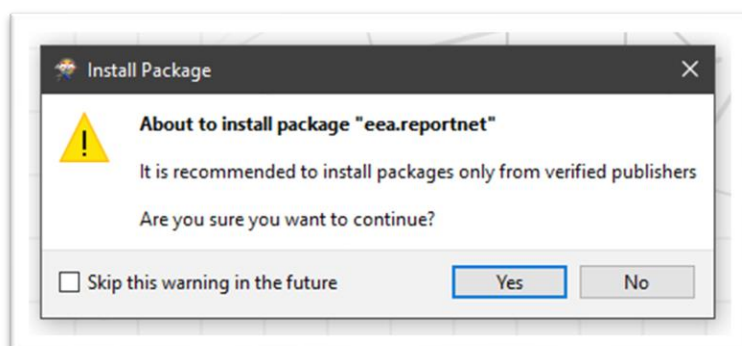 Install Package
About to install package "eea.reportnet"
It is recommended to install packages only from verified publishers
Are you sure you want to continue?
Skip this warning in the future
Yes
No